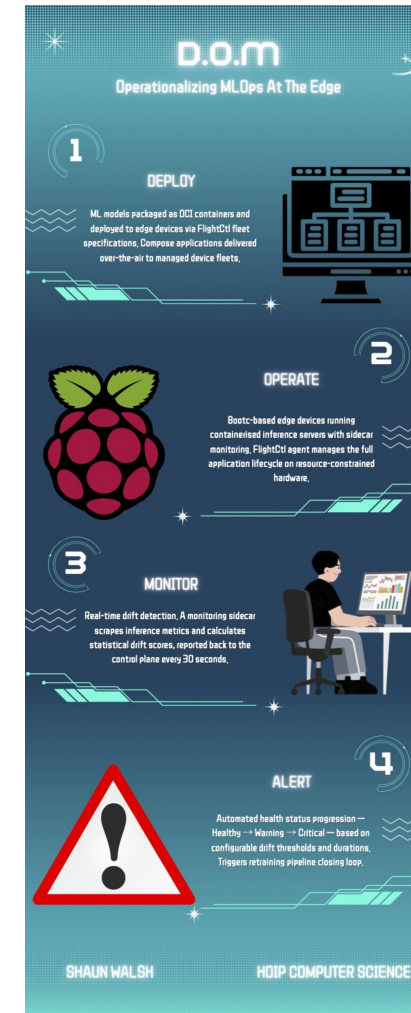 D.O.M
Operationalizing MLOps At The Edge
1
DEPLOY
ML models packaged as OCI containers and
deployed to edge devices via FlightCtl fleet
specifications. Compose applications delivered
over-the-air to managed device fleets.
2
OPERATE
Bootc-based edge devices running
containerised inference servers with sidecar
monitoring. FlightCtl agent manages the full
application lifecycle on resource-constrained
hardware.
3
MONITOR
Real-time drift detection. A monitoring sidecar
scrapes inference metrics and calculates
statistical drift scores, reported back to the
control plane every 30 seconds.
4
ALERT
Automated health status progression —
Healthy → Warning → Critical — based on
configurable drift thresholds and durations.
Triggers retraining pipeline closing loop.
SHAUN WALSH
HDIP COMPUTER SCIENCE